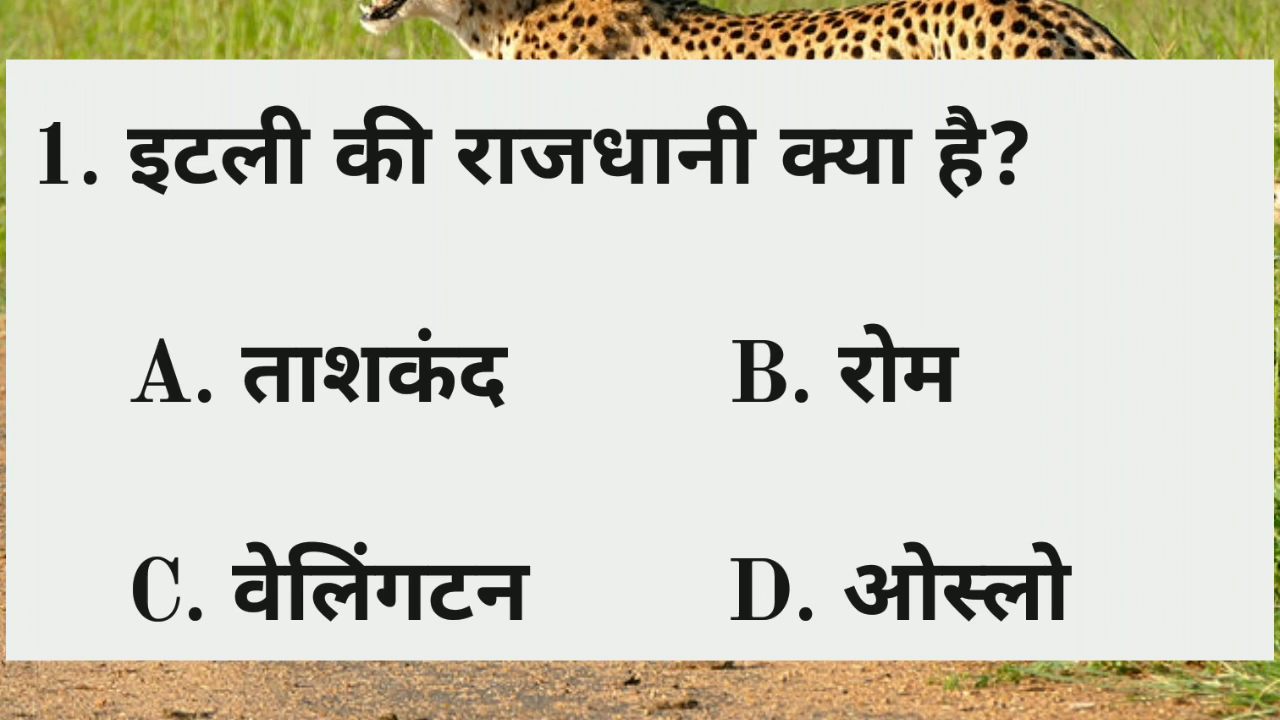 1. इटली की राजधानी क्या है?
A. ताशकंद B. रोम
C. वेलिंगटन D. ओस्लो